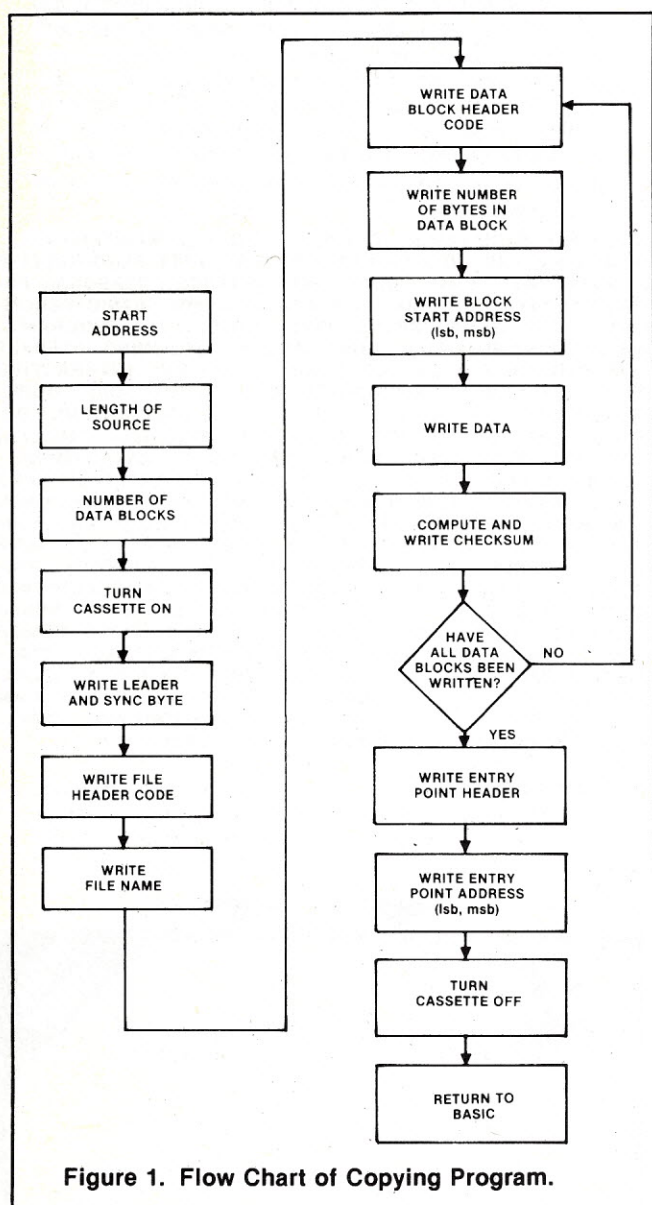 START
ADDRESS
LENGTH OF
SOURCE
NUMBER OF
DATA BLOCKS
TURN
CASSETTE ON
WRITE LEADER
AND SYNC BYTE
WRITE FILE
HEADER CODE
WRITE
FILE NAME
WRITE DATA
BLOCK HEADER
CODE
WRITE NUMBER
OF BYTES IN
DATA BLOCK
WRITE BLOCK
START ADDRESS
(lsb, msb)
WRITE DATA
COMPUTE AND
WRITE CHECKSUM
HAVE
ALL DATA
BLOCKS BEEN
WRITTEN?
NO
YES
WRITE ENTRY
POINT HEADER
WRITE ENTRY
POINT ADDRESS
(lsb, msb)
TURN
CASSETTE OFF
RETURN TO
BASIC
Figure 1. Flow Chart of Copying Program.